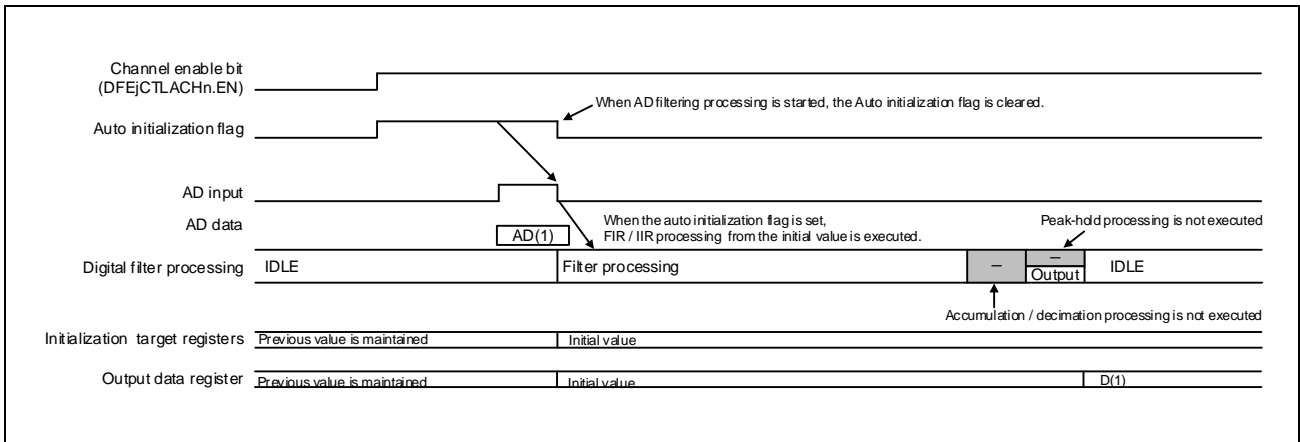 Channel enable bit
(DFEjCTLACHn.EN)
When AD filtering processing is started, the Auto initialization flag is cleared.
Auto initialization flag
AD input
AD data
AD(1)
When the auto initialization flag is set,
FIR / IIR processing from the initial value is executed.
Peak-hold processing is not executed
Digital filter processing
IDLE
Filter processing
–
–
Output
IDLE
Accumulation / decimation processing is not executed
Initialization target registers
Previous value is maintained
Initial value
Output data register
Previous value is maintained
Initial value
D(1)